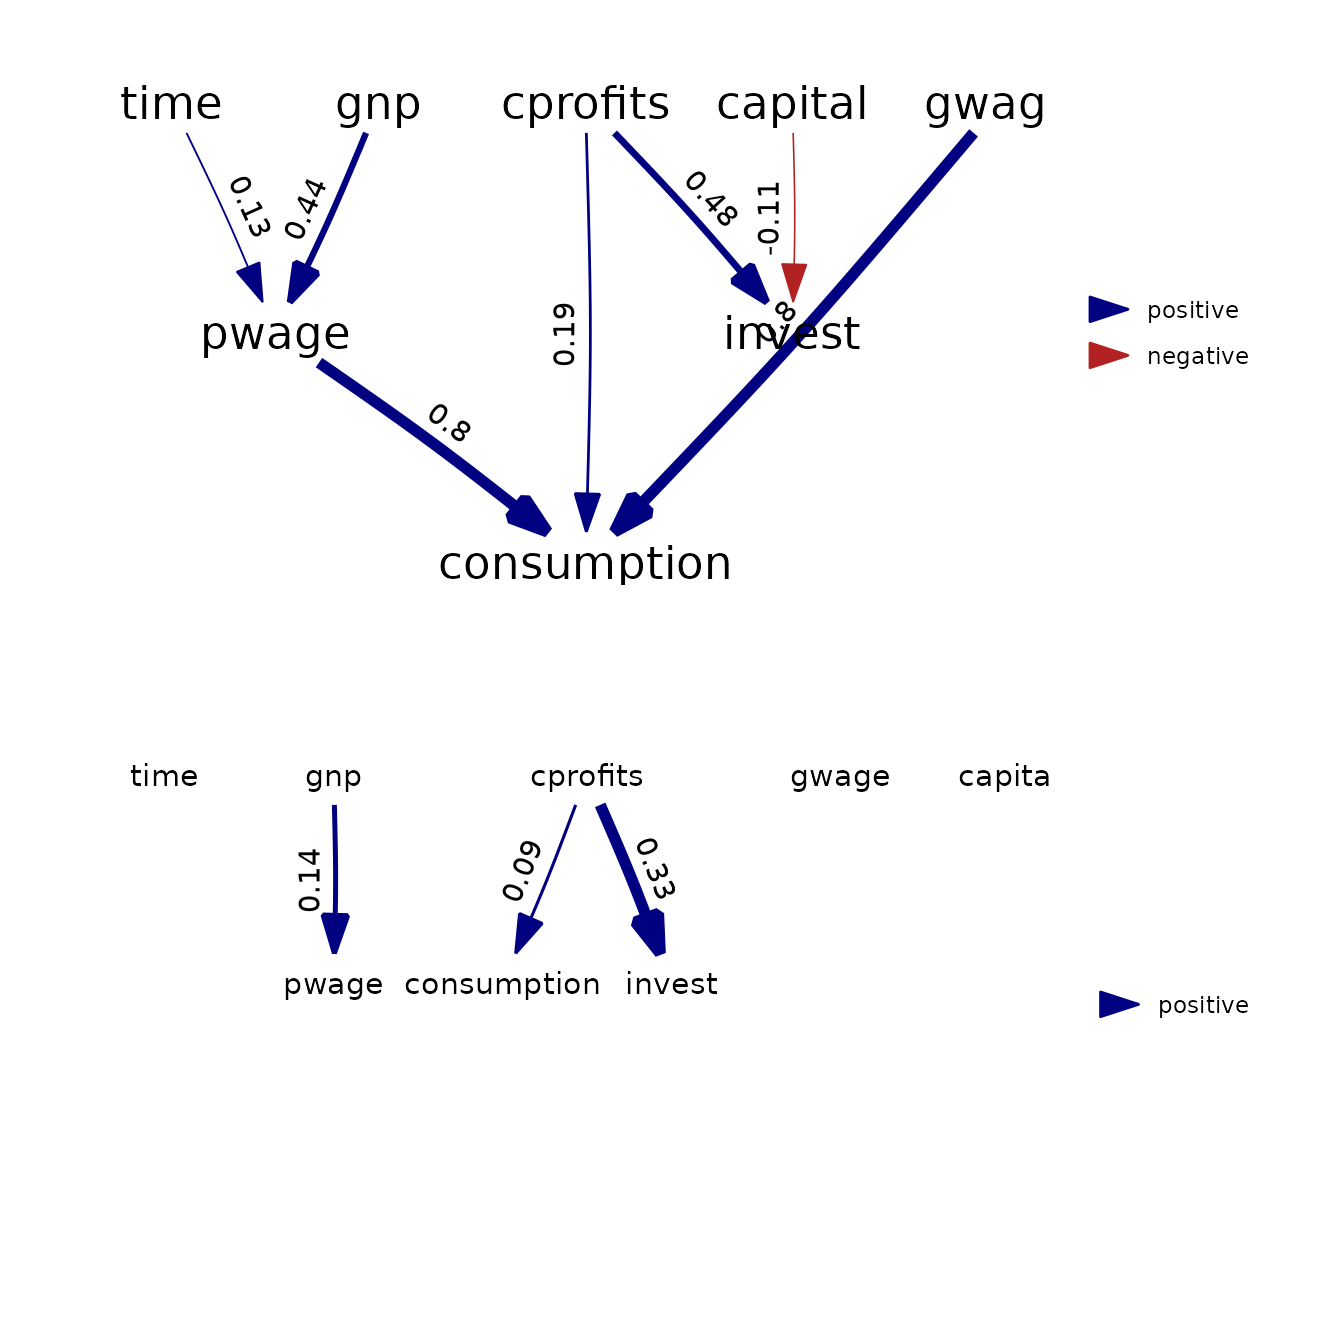 time gnp cprofits capital gwag
0.13 0.44 0.48 -0.11
0.19 0.8
pwage invest
positive
negative
0.8
consumption
time gnp cprofits gwage capita
0.14 0.09 0.33
pwage consumption invest
positive